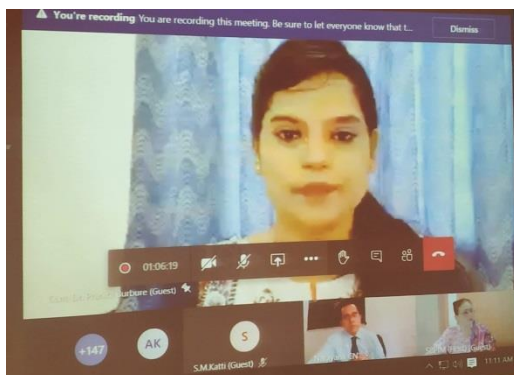 You're recording You are recording this meeting. Be sure to let everyone know that t...
Dismiss
01:06:19
(Guest)
+147
AK
S
S.M.Katti (Guest)
11:11 AM